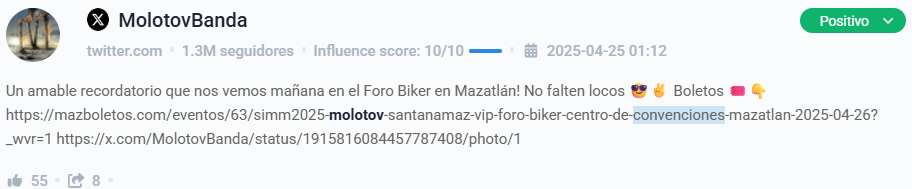 X MolotovBanda
Positivo
twitter.com • 1.3M seguidores • Influence score: 10/10 • 2025-04-25 01:12
Un amable recordatorio que nos vemos mañana en el Foro Biker en Mazatlán! No falten locos 😎✌️ Boletos 🎟️👇
https://mazboletos.com/eventos/63/simm2025-molotov-santanamaz-vip-foro-biker-centro-de-convenciones-mazatlan-2025-04-26?
_wvr=1 https://x.com/MolotovBanda/status/1915816084457787408/photo/1
55 • 8 •